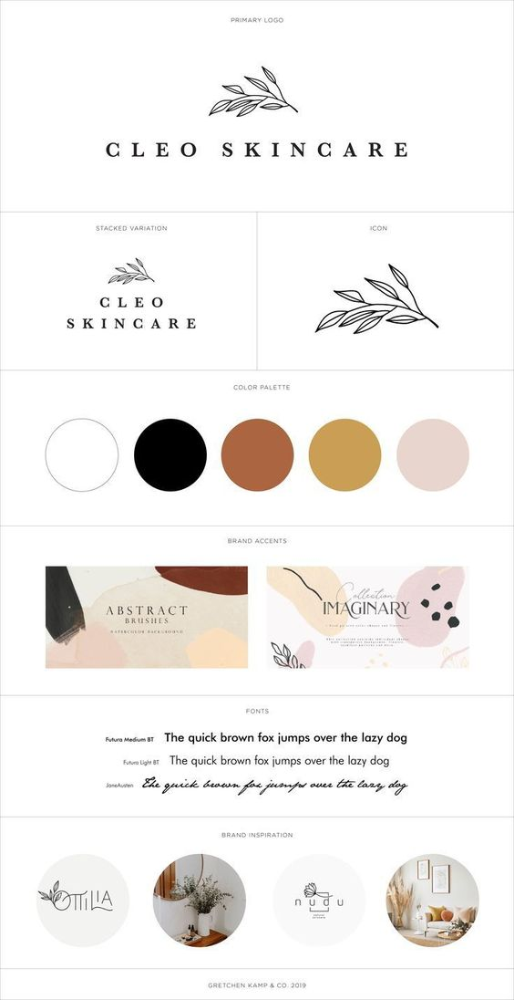 PRIMARY LOGO
CLEO SKINCARE
STACKED VARIATION
CLEO
SKINCARE
ICON
COLOR PALETTE
BRAND ACCENTS
ABSTRACT
BRUSHES
WATERCOLOR BACKGROUND
Collection
IMAGINARY
FONTS
Futura Medium BT The quick brown fox jumps over the lazy dog
Futura Light BT The quick brown fox jumps over the lazy dog
JaneAusten The quick brown fox jumps over the lazy dog
BRAND INSPIRATION
OTTILIA
nudu
GRETCHEN KAMP & CO. 2019